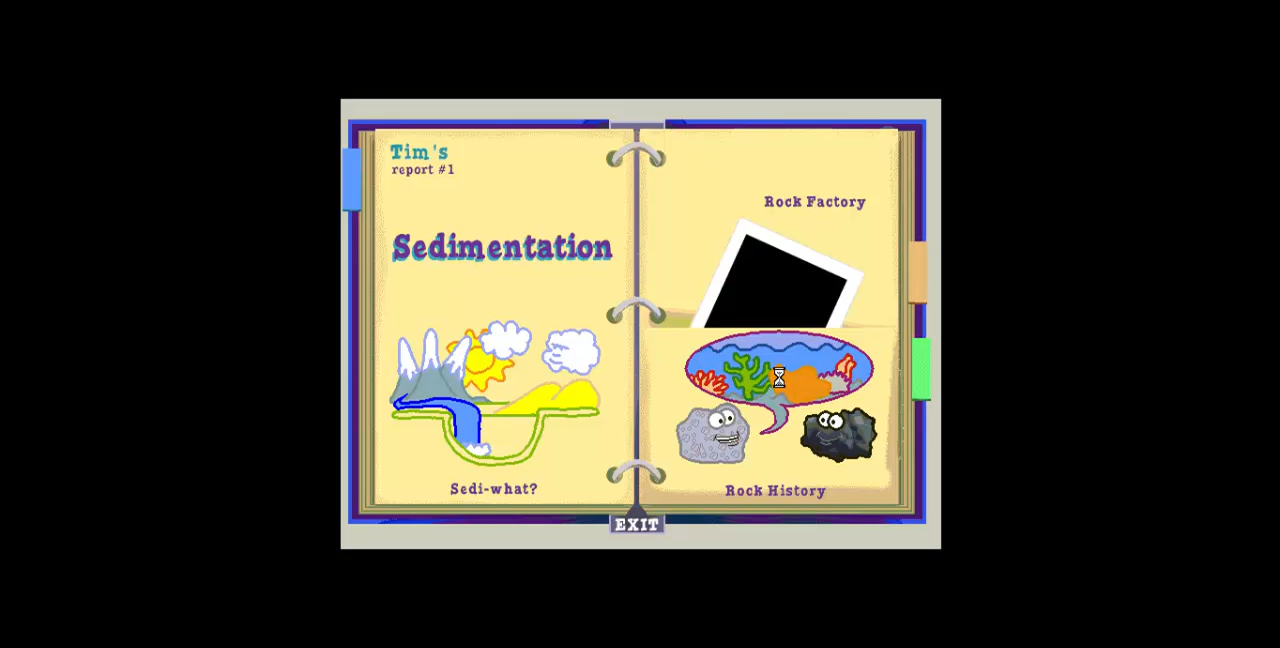 Tim's
report #1
Sedimentation
Sedi-what?
Rock Factory
Rock History
EXIT